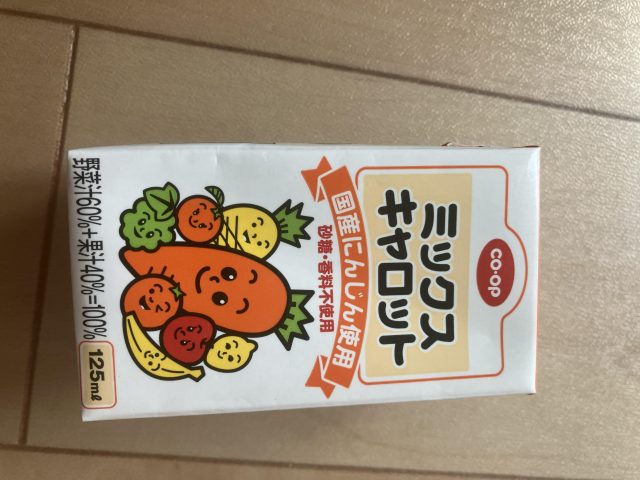 CO·OP
ミックス
キャロット
国産にんじん使用
砂糖・香料不使用
野菜汁60%+果汁40%=100%
125ml